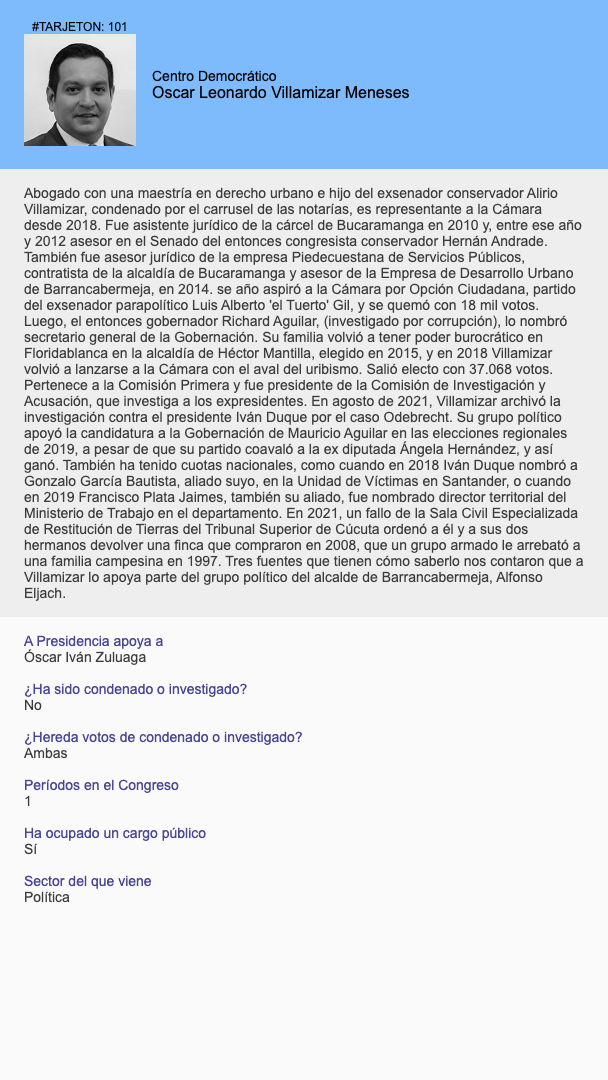 #TARJETON: 101
Centro Democrático
Oscar Leonardo Villamizar Meneses
Abogado con una maestría en derecho urbano e hijo del exsenador conservador Alirio
Villamizar, condenado por el carrusel de las notarías, es representante a la Cámara
desde 2018. Fue asistente jurídico de la cárcel de Bucaramanga en 2010 y, entre ese año
y 2012 asesor en el Senado del entonces congresista conservador Hernán Andrade.
También fue asesor jurídico de la empresa Piedecuestana de Servicios Públicos,
contratista de la alcaldía de Bucaramanga y asesor de la Empresa de Desarrollo Urbano
de Barrancabermeja, en 2014. se año aspiró a la Cámara por Opción Ciudadana, partido
del exsenador parapolítico Luis Alberto 'el Tuerto' Gil, y se quemó con 18 mil votos.
Luego, el entonces gobernador Richard Aguilar, (investigado por corrupción), lo nombró
secretario general de la Gobernación. Su familia volvió a tener poder burocrático en
Floridablanca en la alcaldía de Héctor Mantilla, elegido en 2015, y en 2018 Villamizar
volvió a lanzarse a la Cámara con el aval del uribismo. Salió electo con 37.068 votos.
Pertenece a la Comisión Primera y fue presidente de la Comisión de Investigación y
Acusación, que investiga a los expresidentes. En agosto de 2021, Villamizar archivó la
investigación contra el presidente Iván Duque por el caso Odebrecht. Su grupo político
apoyó la candidatura a la Gobernación de Mauricio Aguilar en las elecciones regionales
de 2019, a pesar de que su partido coavaló a la ex diputada Ángela Hernández, y así
ganó. También ha tenido cuotas nacionales, como cuando en 2018 Iván Duque nombró a
Gonzalo García Bautista, aliado suyo, en la Unidad de Víctimas en Santander, o cuando
en 2019 Francisco Plata Jaimes, también su aliado, fue nombrado director territorial del
Ministerio de Trabajo en el departamento. En 2021, un fallo de la Sala Civil Especializada
de Restitución de Tierras del Tribunal Superior de Cúcuta ordenó a él y a sus dos
hermanos devolver una finca que compraron en 2008, que un grupo armado le arrebató a
una familia campesina en 1997. Tres fuentes que tienen cómo saberlo nos contaron que a
Villamizar lo apoya parte del grupo político del alcalde de Barrancabermeja, Alfonso
Eljach.
A Presidencia apoya a
Óscar Iván Zuluaga
¿Ha sido condenado o investigado?
No
¿Hereda votos de condenado o investigado?
Ambas
Períodos en el Congreso
1
Ha ocupado un cargo público
Sí
Sector del que viene
Política